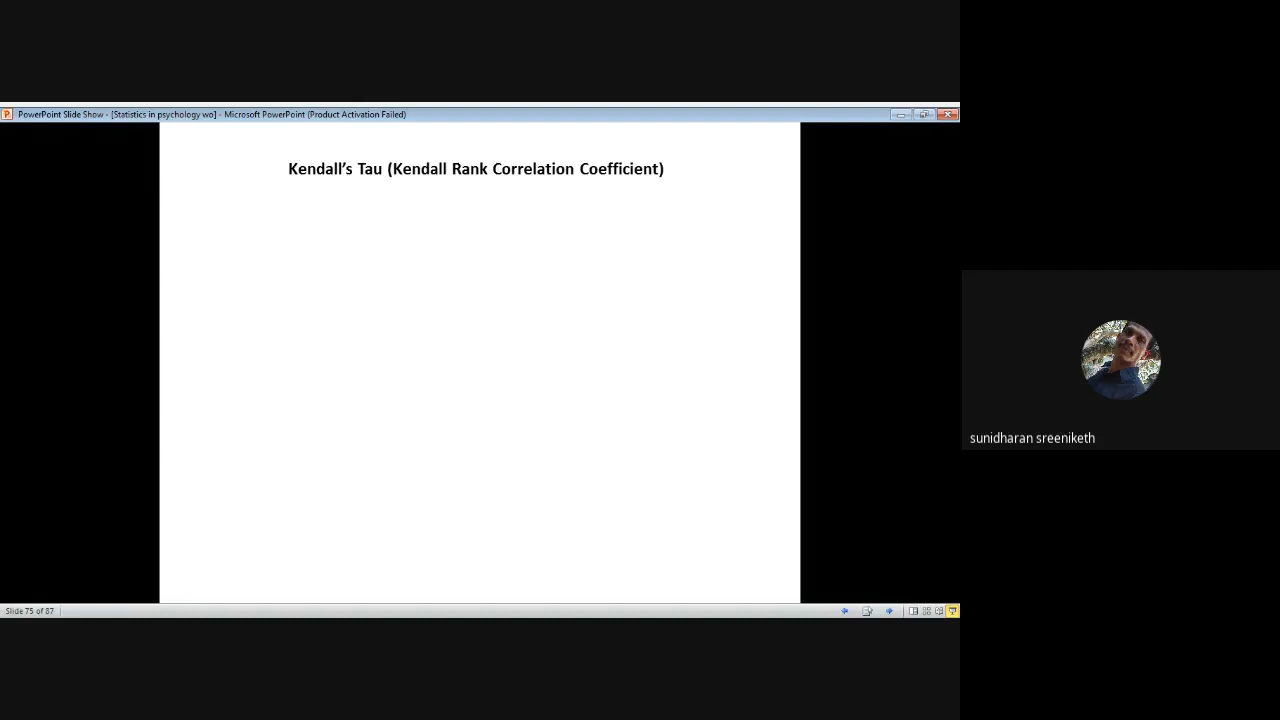 PowerPoint Slide Show - [Statistics in psychology wo] - Microsoft PowerPoint (Product Activation Failed)
Kendall’s Tau (Kendall Rank Correlation Coefficient)
sunidharan sreeniketh
Slide 75 of 87